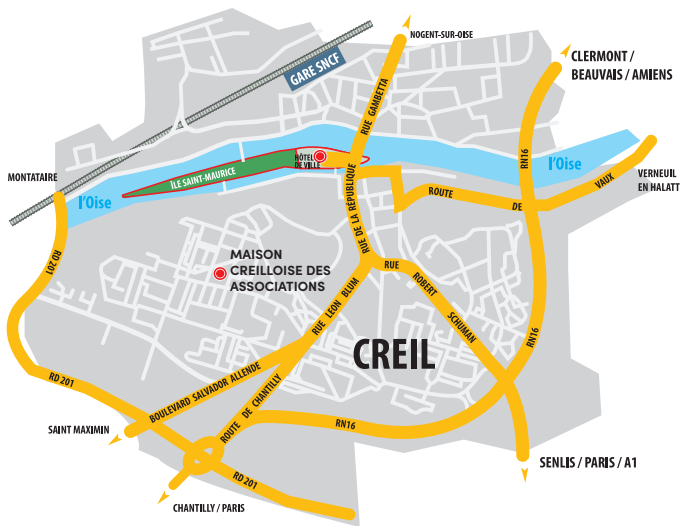 NOGENT-SUR-OISE
CLERMONT /
BEAUVAIS / AMIENS
GARE SNCF
RUE GAMBETTA
RN16
HÔTEL
DE VILLE
ÎLE SAINT-MAURICE
l'Oise
MONTATAIRE
l'Oise
VERNEUIL
EN HALATT
ROUTE DE VAUX
RUE DE LA RÉPUBLIQUE
RD 201
MAISON
CREILLOISE DES
ASSOCIATIONS
RUE ROBERT SCHUMAN
RUE LEON BLUM
CREIL
RN16
BOULEVARD SALVADOR ALLENDE
RD 201
ROUTE DE CHANTILLY
RN16
SAINT MAXIMIN
SENLIS / PARIS / A1
RD 201
CHANTILLY / PARIS